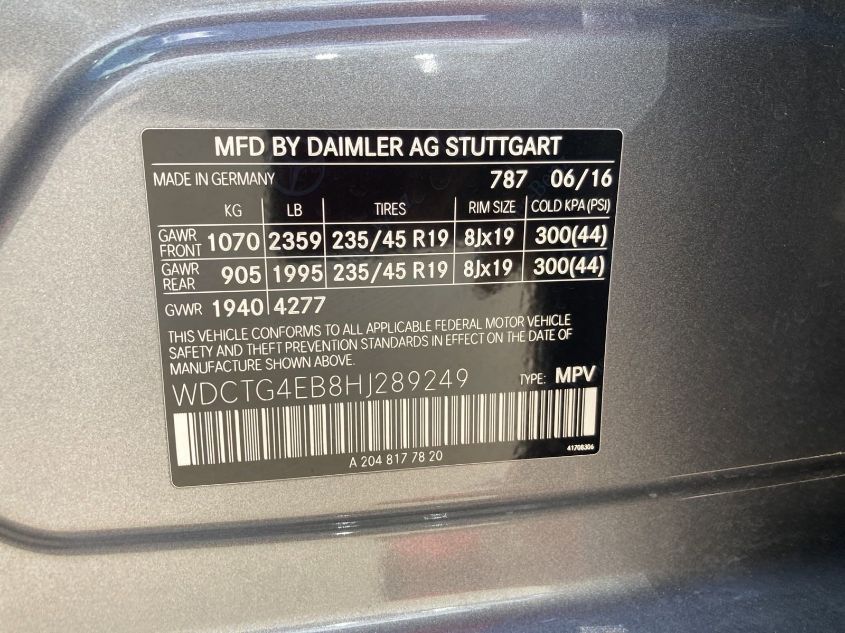 MFD BY DAIMLER AG STUTTGART
MADE IN GERMANY 787 06/16
KG LB TIRES RIM SIZE COLD KPA (PSI)
GAWR FRONT 1070 2359 235/45 R19 8Jx19 300(44)
GAWR REAR 905 1995 235/45 R19 8Jx19 300(44)
GVWR 1940 4277
THIS VEHICLE CONFORMS TO ALL APPLICABLE FEDERAL MOTOR VEHICLE
SAFETY AND THEFT PREVENTION STANDARDS IN EFFECT ON THE DATE OF
MANUFACTURE SHOWN ABOVE.
WDCTG4EB8HJ289249 TYPE: MPV
41708306
A 204 817 78 20